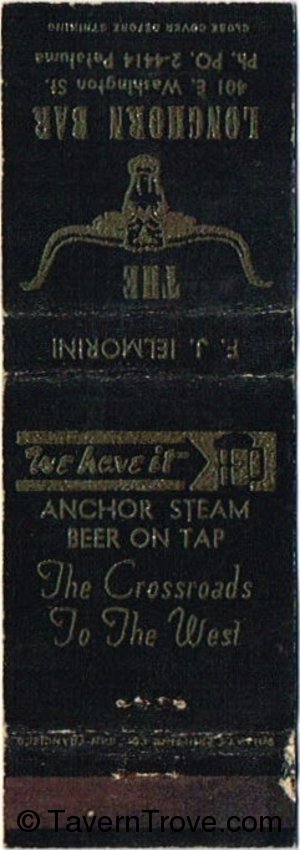 THE
LONGHORN BAR
401 E. Washington St.
Ph. PO. 2-4414 Petaluma
CLOSE COVER BEFORE STRIKING
F. J. IELMORINI
We have it
ANCHOR STEAM
BEER ON TAP
The Crossroads
To The West
© TavernTrove.com